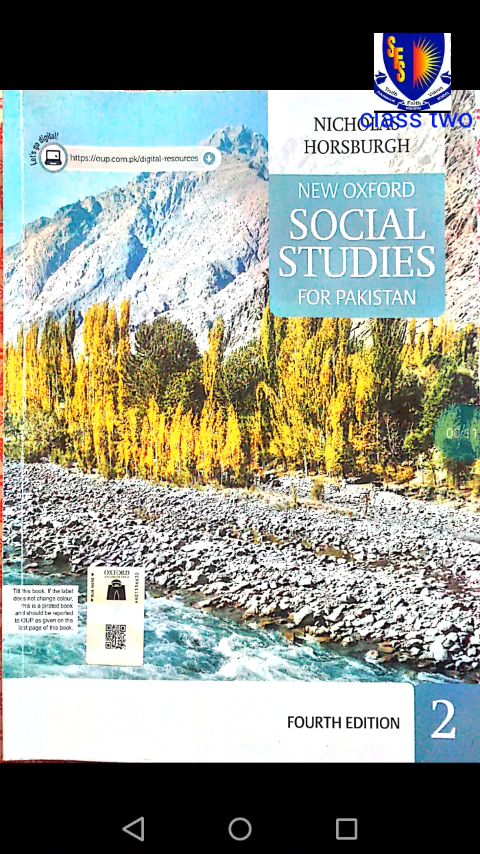 SFS
Truth
Faith
Vision
class two
NICHOLAS
HORSBURGH
Let's go digital!
https://oup.com.pk/digital-resources
NEW OXFORD
SOCIAL
STUDIES
FOR PAKISTAN
OXFORD
Tilt this book. If the label
does not change colour,
this is a pirated book
and should be reported
to OUP as given on the
last page of this book.
FOURTH EDITION
2